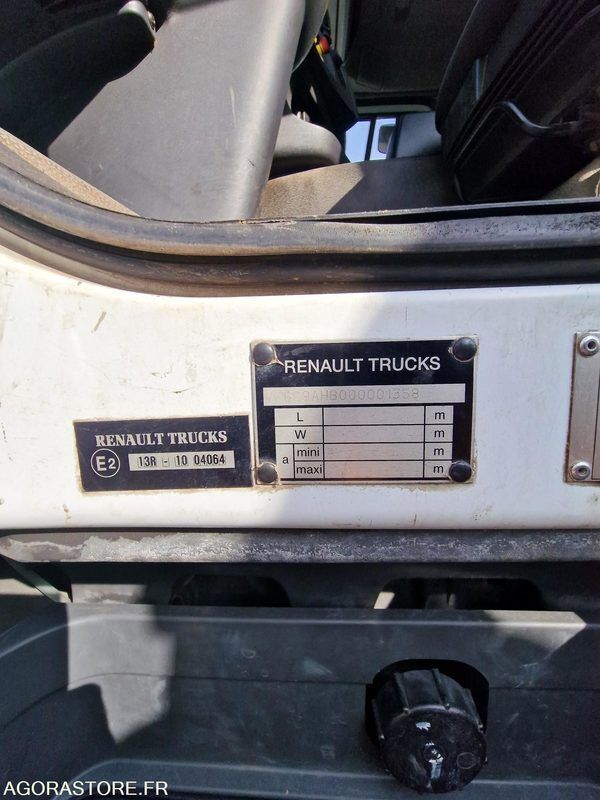 RENAULT TRUCKS
L m
W m
a mini m
maxi m
RENAULT TRUCKS
E2 13R - 10 04064
AGORASTORE.FR